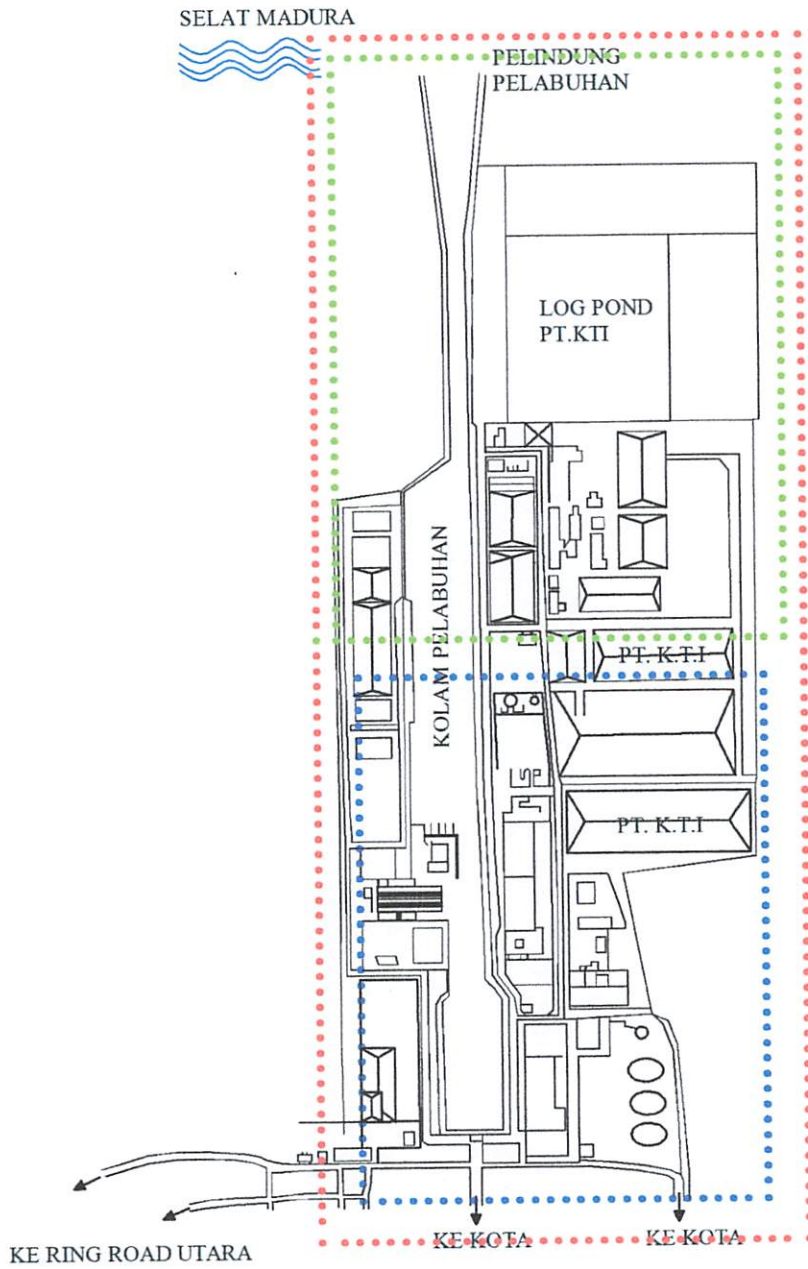 SELAT MADURA
PELINDUNG
PELABUHAN
LOG POND
PT.KTI
KOLAM PELABUHAN
PT. K.T.I
PT. K.T.I
KE RING ROAD UTARA
KE KOTA
KE KOTA